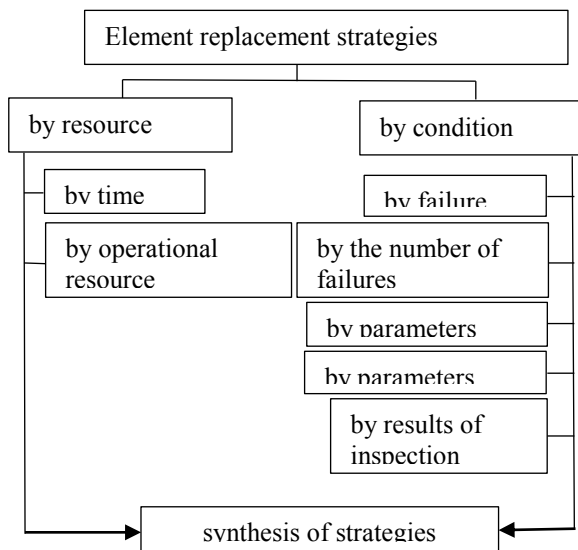 Element replacement strategies
by resource
by condition
by time
by failure
by operational
resource
by the number of
failures
by parameters
by parameters
by results of
inspection
synthesis of strategies